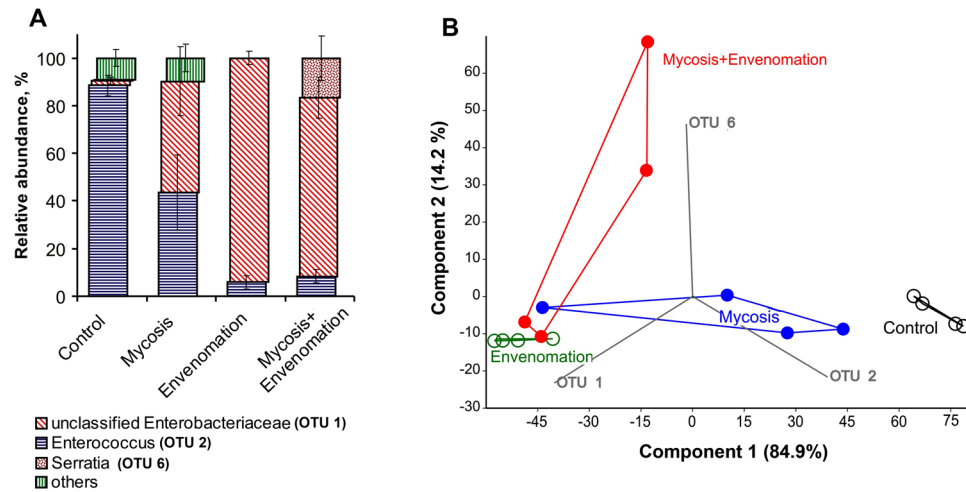 A
Relative abundance, %
100
80
60
40
20
0
Control
Mycosis
Envenomation
Mycosis+
Envenomation
unclassified Enterobacteriaceae (OTU 1)
Enterococcus (OTU 2)
Serratia (OTU 6)
others
B
Component 2 (14.2 %)
60
50
40
30
20
10
0
-10
-20
-30
Mycosis+Envenomation
OTU 6
Mycosis
Control
Envenomation
OTU 1
OTU 2
-45
-30
-15
0
15
30
45
60
75
Component 1 (84.9%)